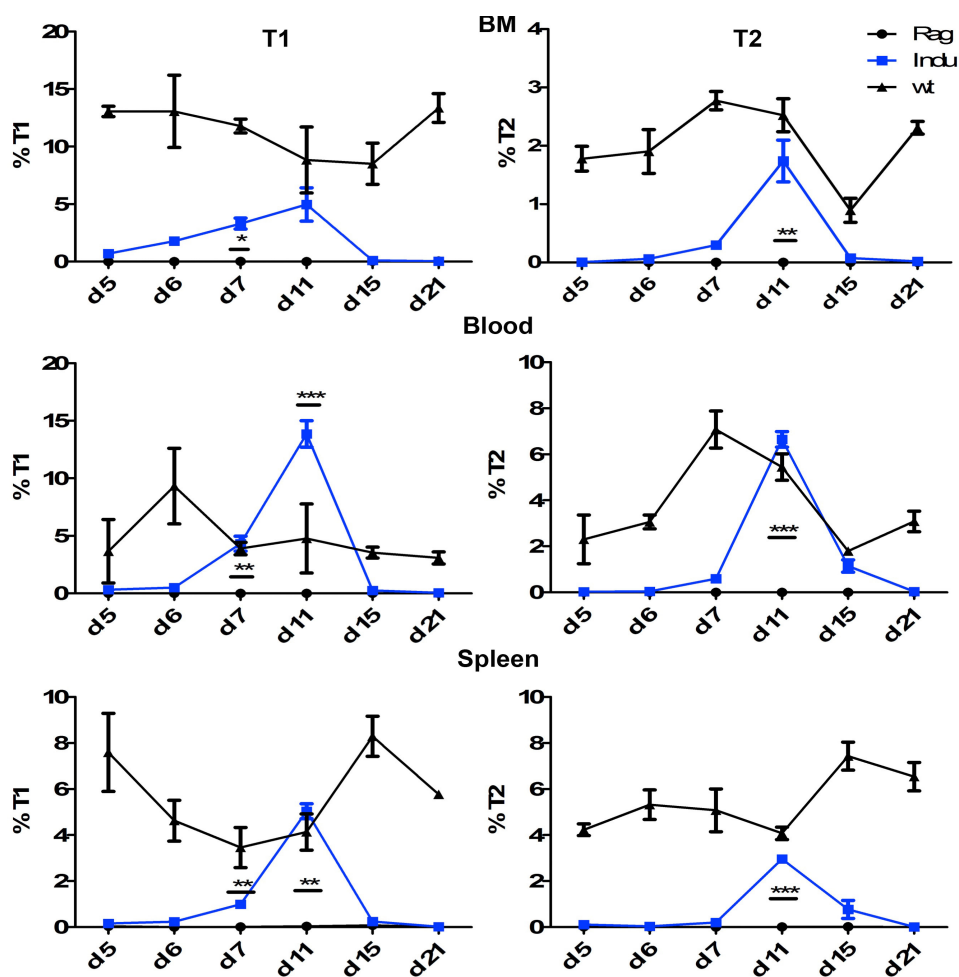 BM
T1
T2
Rag
Indu
wt
20
15
10
5
0
%T1
*
d5 d6 d7 d11 d15 d21
4
3
2
1
0
%T2
**
d5 d6 d7 d11 d15 d21
Blood
20
15
10
5
0
%T1
***
**
d5 d6 d7 d11 d15 d21
10
8
6
4
2
0
%T2
***
d5 d6 d7 d11 d15 d21
Spleen
10
8
6
4
2
0
%T1
** **
d5 d6 d7 d11 d15 d21
10
8
6
4
2
0
%T2
***
d5 d6 d7 d11 d15 d21